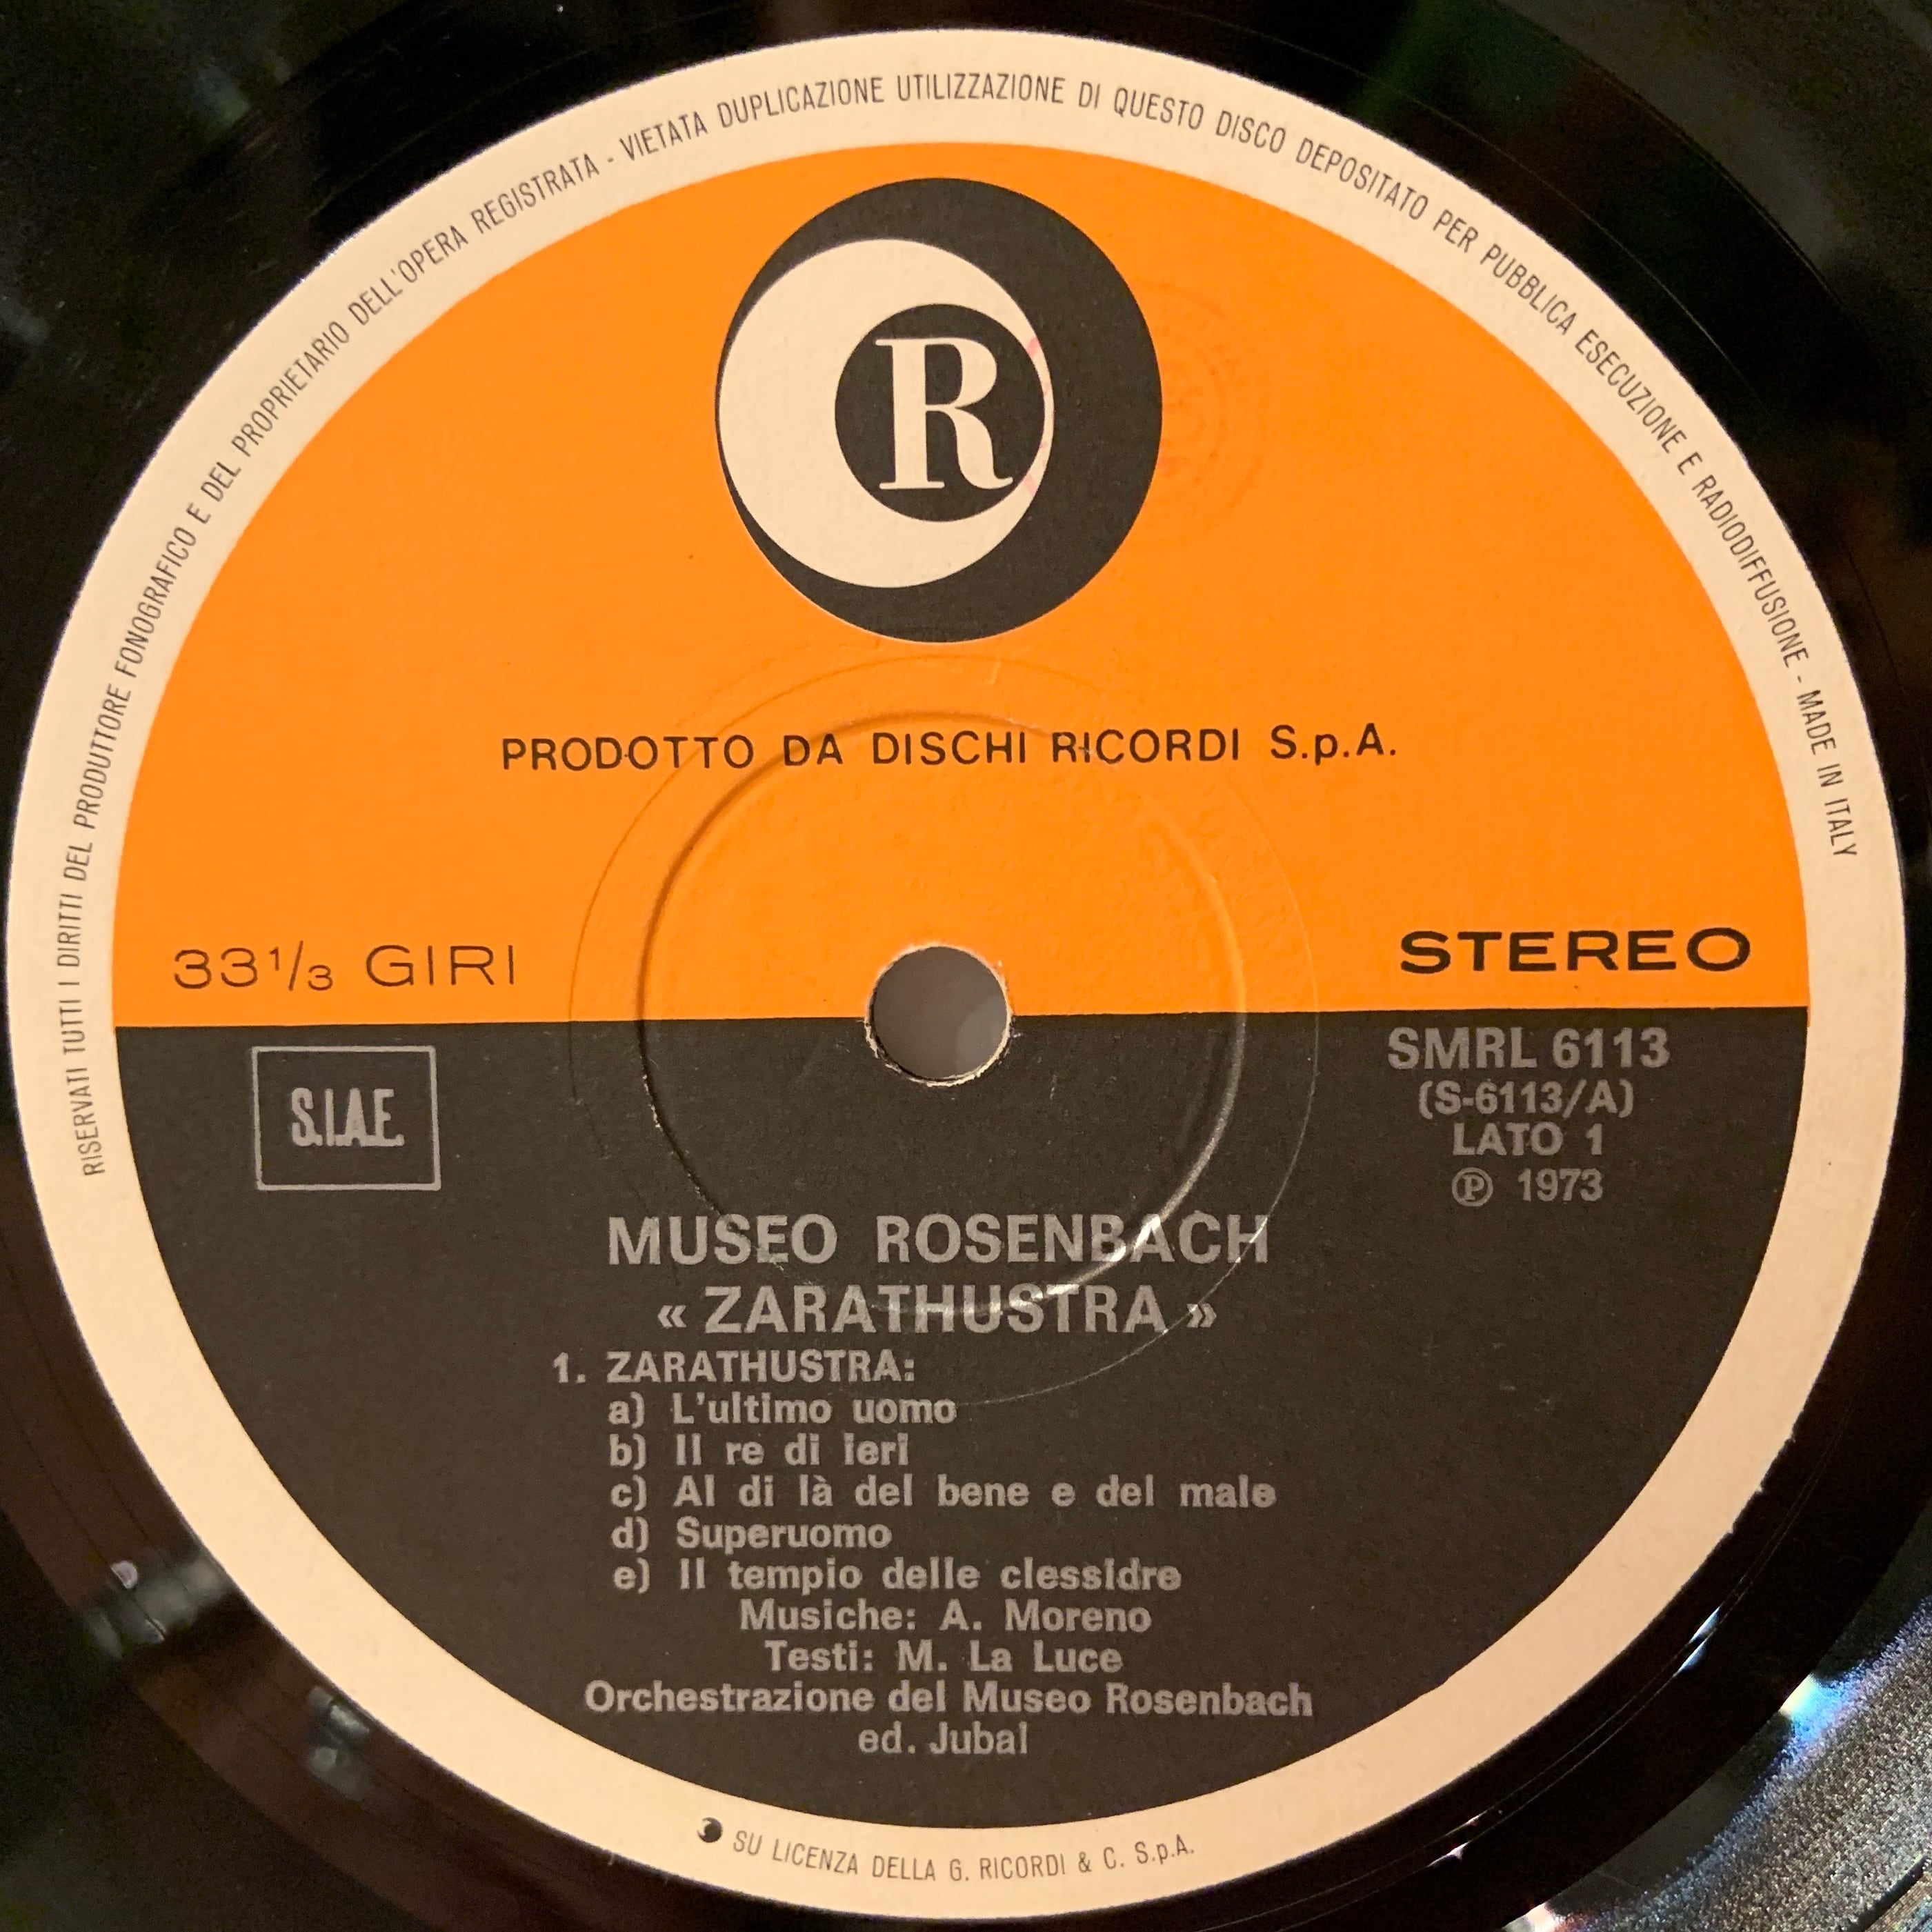 RISERVATI TUTTI I DIRITTI DEL PRODUTTORE FONOGRAFICO E DEL PROPRIETARIO DELL'OPERA REGISTRATA - VIETATA DUPLICAZIONE UTILIZZAZIONE DI QUESTO DISCO DEPOSITATO PER PUBBLICA ESECUZIONE E RADIODIFFUSIONE - MADE IN ITALY
R
PRODOTTO DA DISCHI RICORDI S.p.A.
33 1/3 GIRI
STEREO
S.I.A.E.
SMRL 6113
(S-6113/A)
LATO 1
℗ 1973
MUSEO ROSENBACH
« ZARATHUSTRA »
1. ZARATHUSTRA:
a) L'ultimo uomo
b) Il re di ieri
c) Al di là del bene e del male
d) Superuomo
e) Il tempio delle clessidre
Musiche: A. Moreno
Testi: M. La Luce
Orchestrazione del Museo Rosenbach
ed. Jubal
SU LICENZA DELLA G. RICORDI & C. S.p.A.